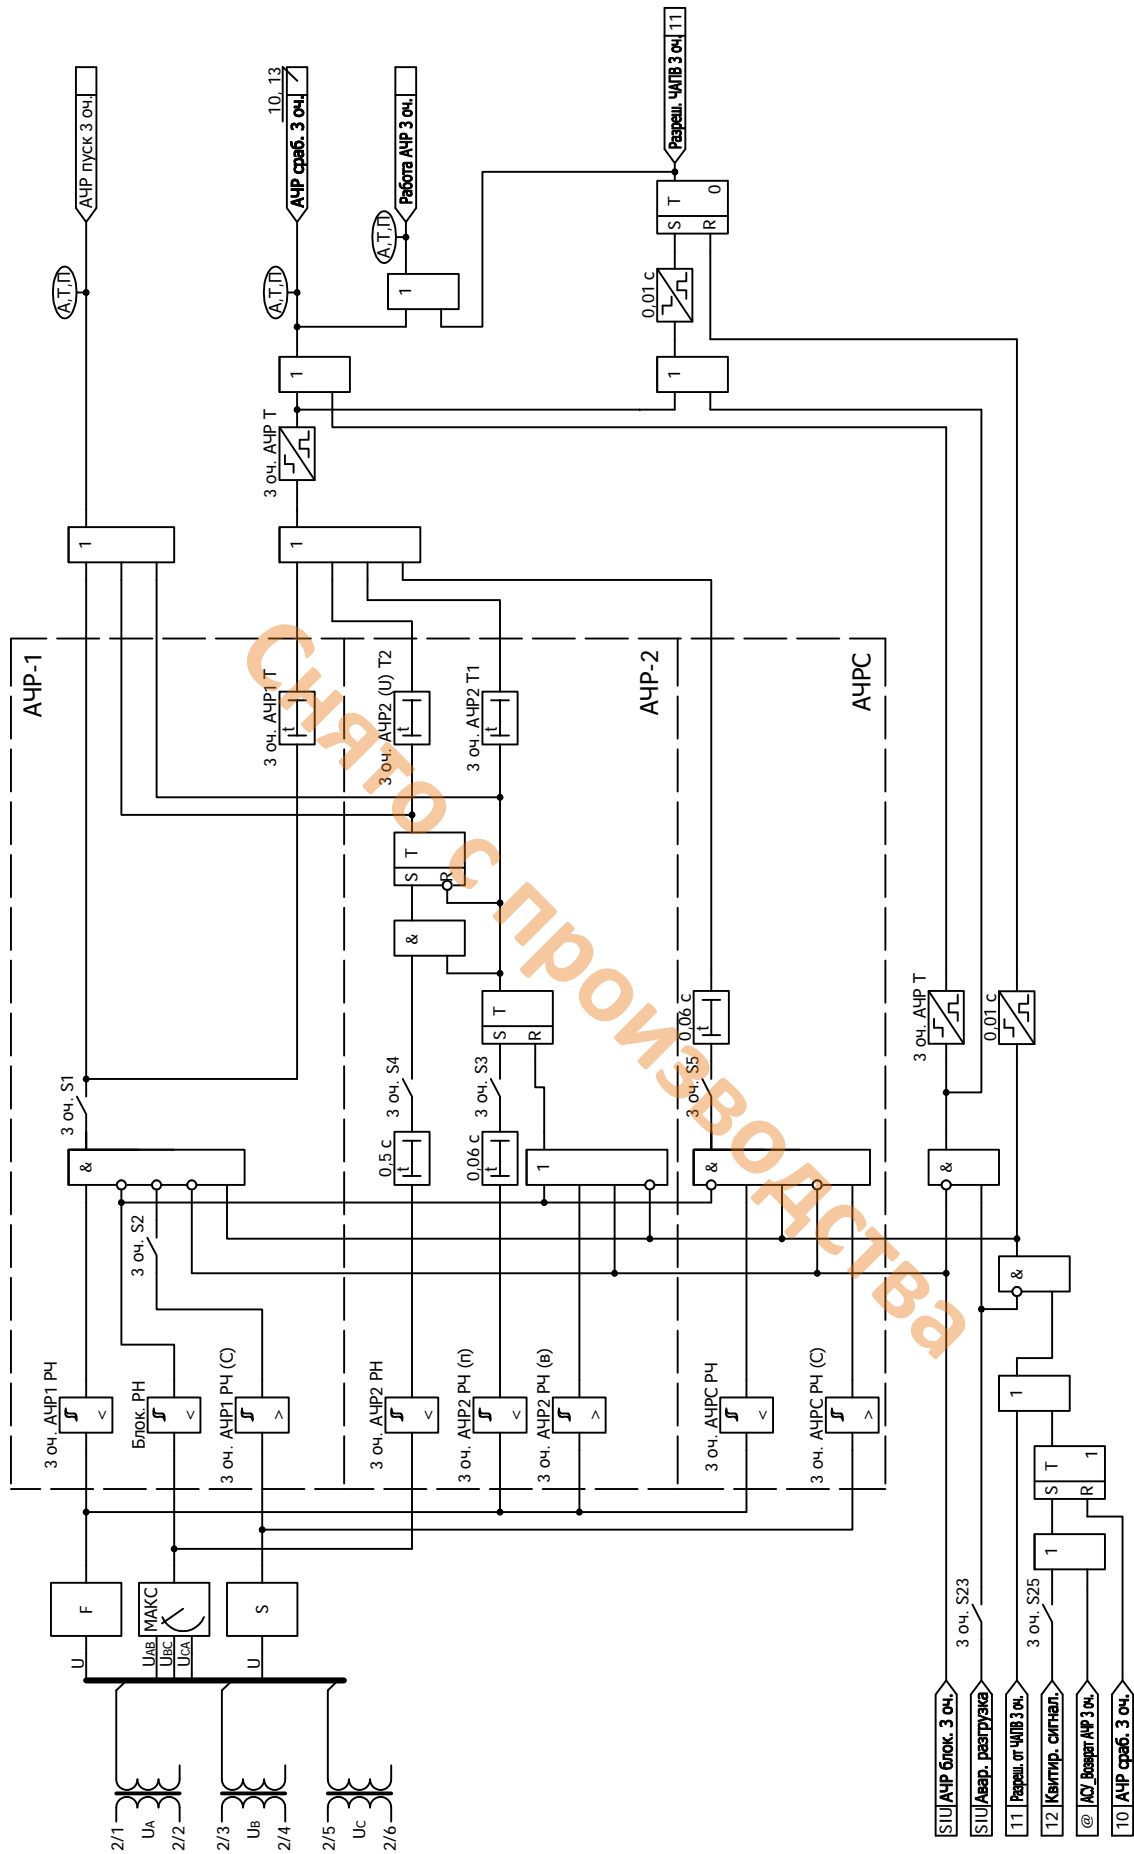 АЧР пуск 3 оч.
А,Т,П
10, 13
АЧР сраб. 3 оч.
А,Т,П
Работа АЧР 3 оч.
А,Т,П
Разреш. ЧАПВ 3 оч. 11
S T 0
R
0,01 с
1
1
1
3 оч. АЧР Т
1
1
АЧР-1
АЧР-2
АЧРС
3 оч. АЧР1 Т
t
3 оч. АЧР2 (U) Т2
t
3 оч. АЧР2 Т1
t
S T
R
&
S T
R
0,06 с
t
3 оч. АЧР Т
0,01 с
3 оч. S1
3 оч. S4
3 оч. S3
3 оч. S5
&
0,5 с
t
0,06 с
t
1
&
&
3 оч. S2
&
3 оч. АЧР1 РЧ
<
Блок. РН
<
3 оч. АЧР1 РЧ (С)
>
3 оч. АЧР2 РН
<
3 оч. АЧР2 РЧ (п)
<
3 оч. АЧР2 РЧ (в)
>
3 оч. АЧРС РЧ
<
3 оч. АЧРС РЧ (С)
>
1
S T 1
R
1
F
МАКС
S
U
UAB
UBC
UCA
U
3 оч. S23
3 оч. S25
2/1
UA
2/2
2/3
UB
2/4
2/5
UC
2/6
SIU АЧР блок. 3 оч.
SIU Авар. разгрузка
11 Разреш. от ЧАПВ 3 оч.
12 Квитир. сигнал.
@ АСУ_Возврат АЧР 3 оч.
10 АЧР сраб. 3 оч.
Снято с производства